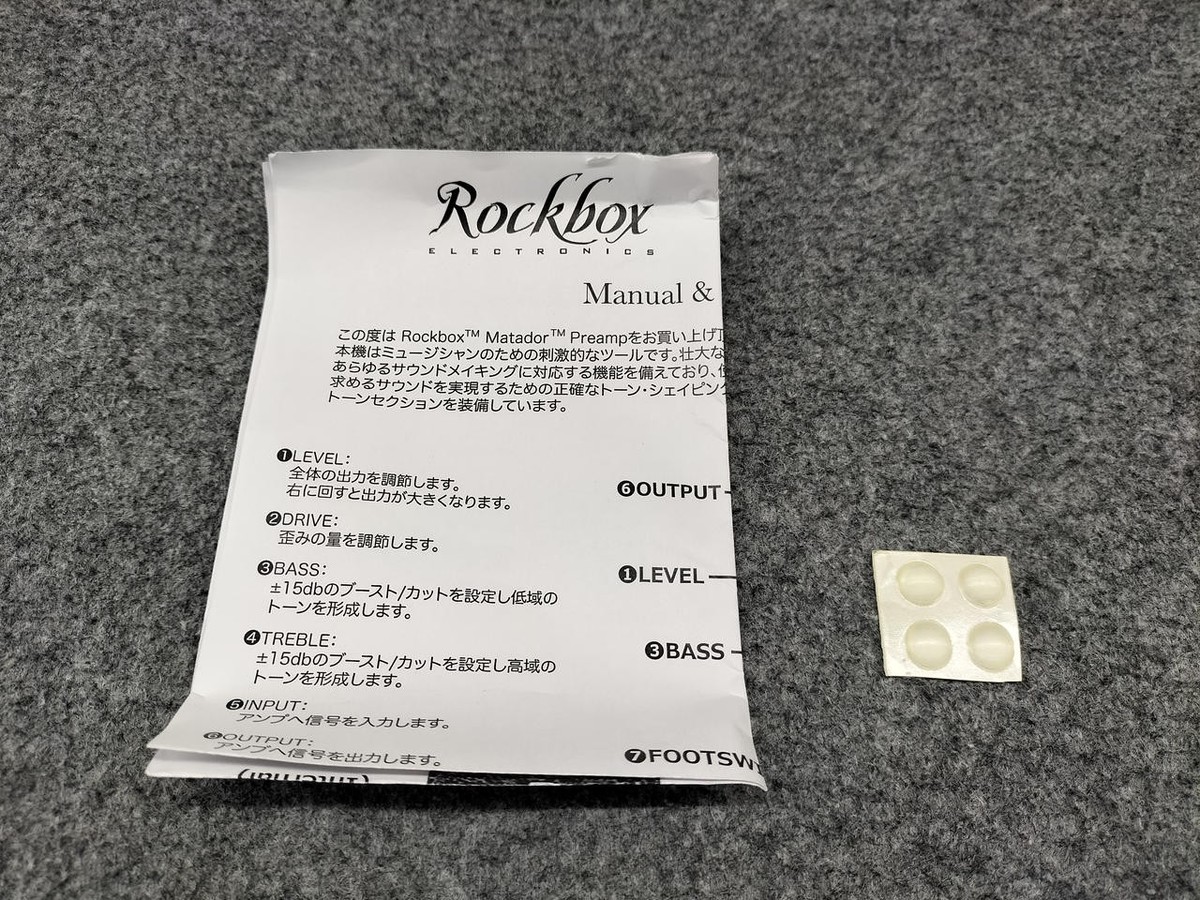 Rockbox
ELECTRONICS
Manual &
この度は Rockbox™ Matador™ Preampをお買い上げ
本機はミュージシャンのための刺激的なツールです。壮大な
あらゆるサウンドメイキングに対応する機能を備えており、
求めるサウンドを実現するための正確なトーン・シェイピング
トーンセクションを装備しています。
❶LEVEL:
全体の出力を調節します。
右に回すと出力が大きくなります。
❷DRIVE:
歪みの量を調節します。
❸BASS:
±15dbのブースト/カットを設定し低域の
トーンを形成します。
❹TREBLE:
±15dbのブースト/カットを設定し高域の
トーンを形成します。
❺INPUT:
アンプへ信号を入力します。
❻OUTPUT:
アンプへ信号を出力します。
❻OUTPUT
❶LEVEL
❸BASS
❼FOOTSW
(Internal)